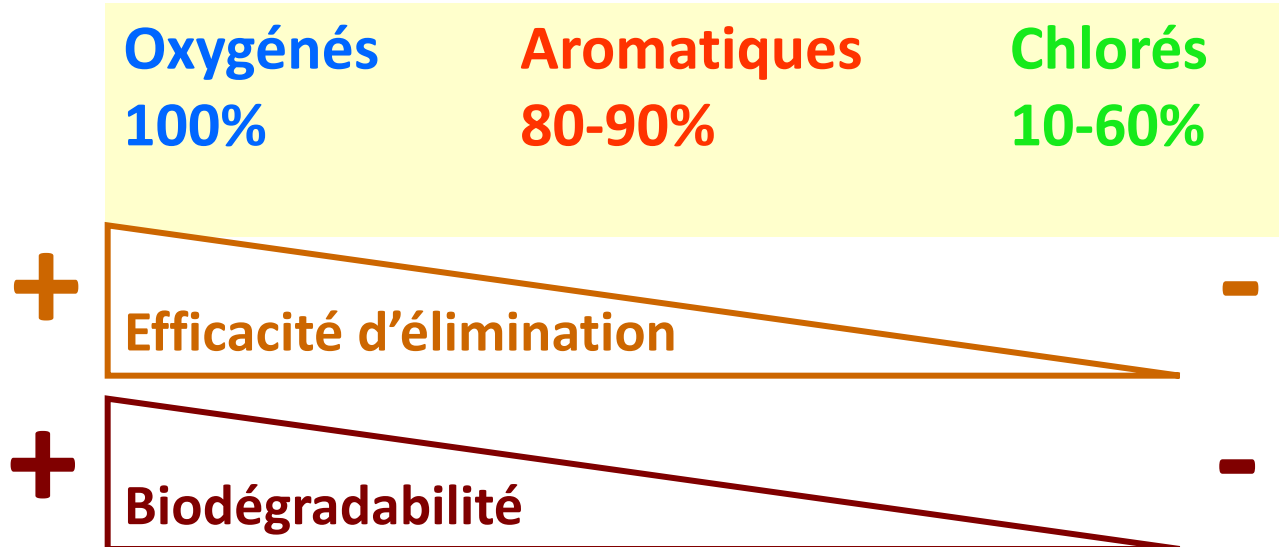 Oxygénés Aromatiques Chlorés
100% 80-90% 10-60%
+ -
Efficacité d’élimination
+ -
Biodégradabilité